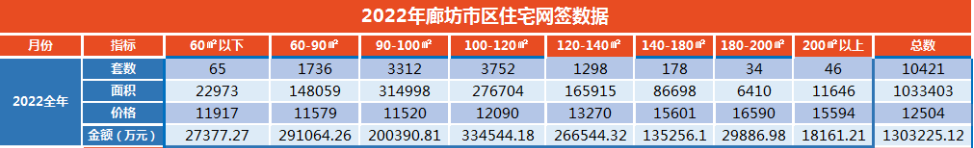 2022年廊坊市区住宅网签数据
月份 指标 60㎡以下 60-90㎡ 90-100㎡ 100-120㎡ 120-140㎡ 140-180㎡ 180-200㎡ 200㎡以上 总数
2022全年 套数 65 1736 3312 3752 1298 178 34 46 10421
面积 22973 148059 314998 276704 165915 86698 6410 11646 1033403
价格 11917 11579 11520 12090 13270 15601 16590 15594 12504
金额（万元） 27377.27 291064.26 200390.81 334544.18 266544.32 135256.1 29886.98 18161.21 1303225.12